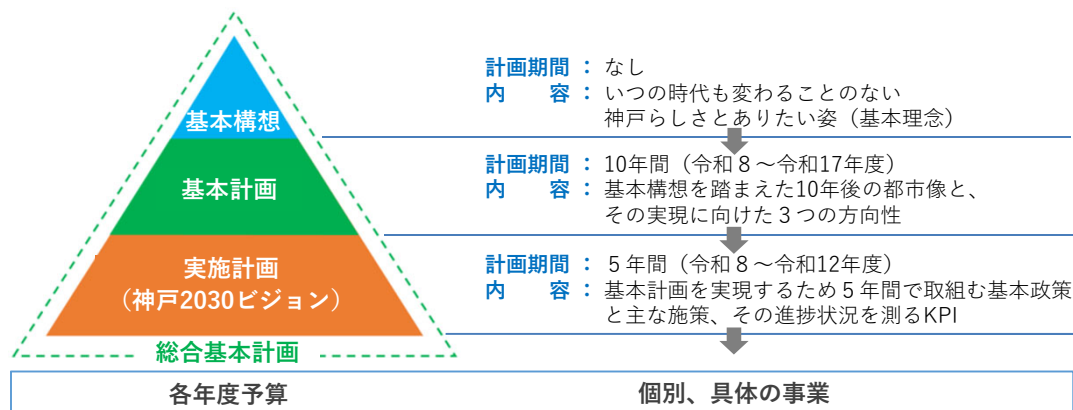 基本構想
計画期間 ： なし
内　　容 ： いつの時代も変わることのない
神戸らしさとありたい姿（基本理念）
基本計画
計画期間 ： 10年間（令和８～令和17年度）
内　　容 ： 基本構想を踏まえた10年後の都市像と、
その実現に向けた３つの方向性
実施計画
（神戸2030ビジョン）
計画期間 ： ５年間（令和８～令和12年度）
内　　容 ： 基本計画を実現するため５年間で取組む基本政策
と主な施策、その進捗状況を測るKPI
総合基本計画
各年度予算
個別、具体の事業